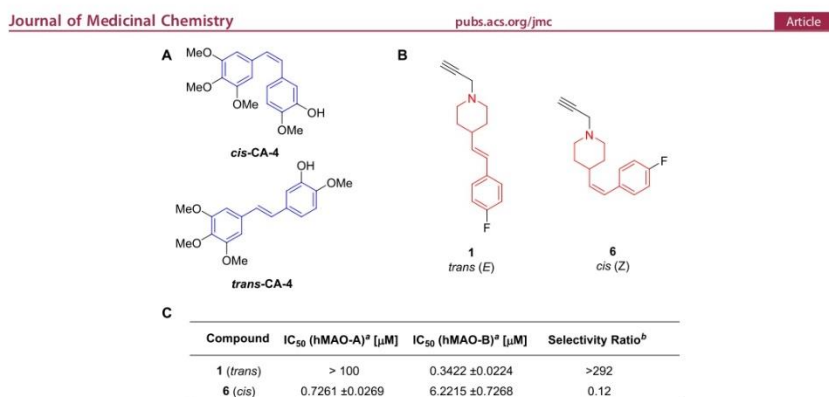 Journal of Medicinal Chemistry pubs.acs.org/jmc Article
A
MeO
MeO
OMe
OH
OMe
cis-CA-4
OH
OMe
MeO
MeO
OMe
trans-CA-4
B
N
F
1
trans (E)
N
F
6
cis (Z)
C
Compound IC50 (hMAO-A)a [µM] IC50 (hMAO-B)a [µM] Selectivity Ratiob
1 (trans) > 100 0.3422 ±0.0224 >292
6 (cis) 0.7261 ±0.0269 6.2215 ±0.7268 0.12